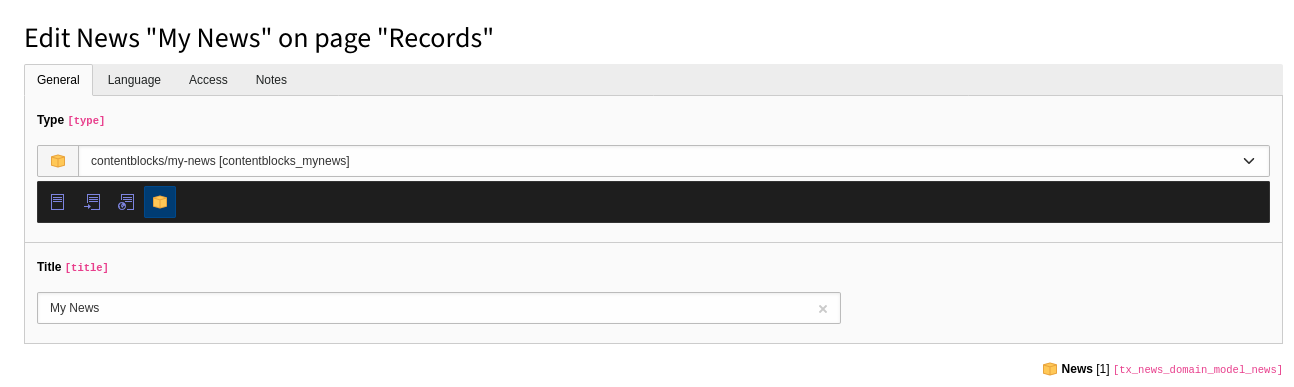 Edit News "My News" on page "Records"
General Language Access Notes
Type [type]
contentblocks/my-news [contentblocks_mynews]
Title [title]
My News
News [1] [tx_news_domain_model_news]